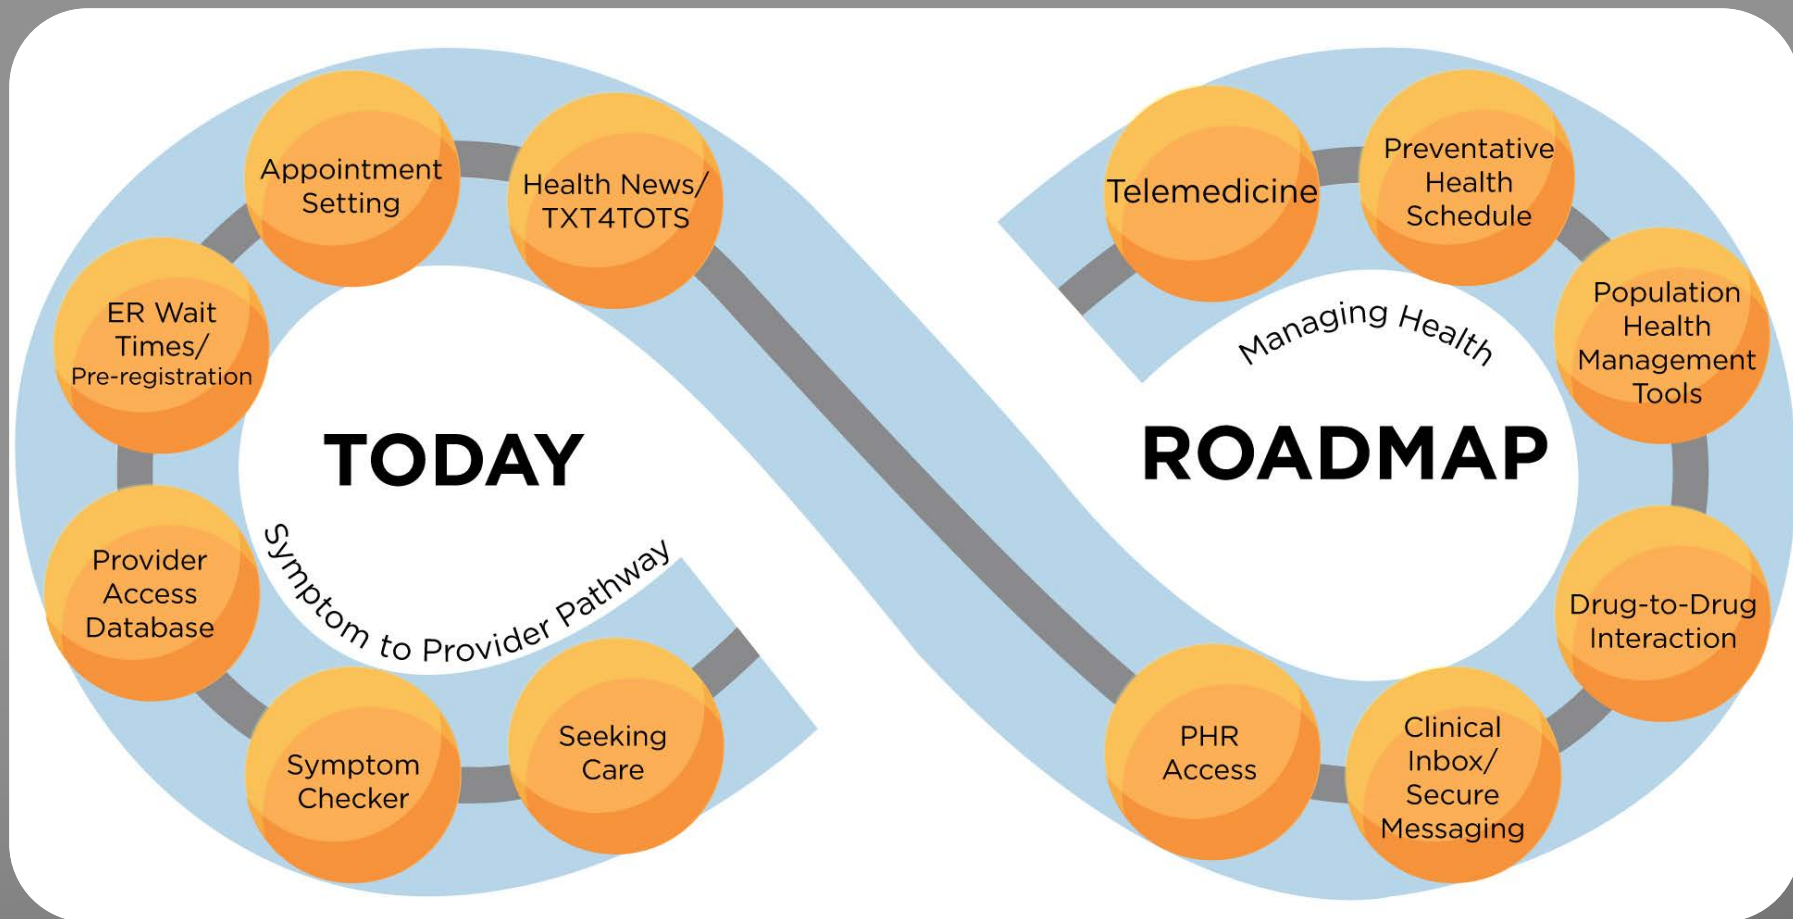 Appointment
Setting
Health News/
TXT4TOTS
ER Wait
Times/
Pre-registration
TODAY
Symptom to Provider Pathway
Provider
Access
Database
Symptom
Checker
Seeking
Care
Telemedicine
Preventative
Health
Schedule
Managing Health
Population
Health
Management
Tools
ROADMAP
Drug-to-Drug
Interaction
PHR
Access
Clinical
Inbox/
Secure
Messaging